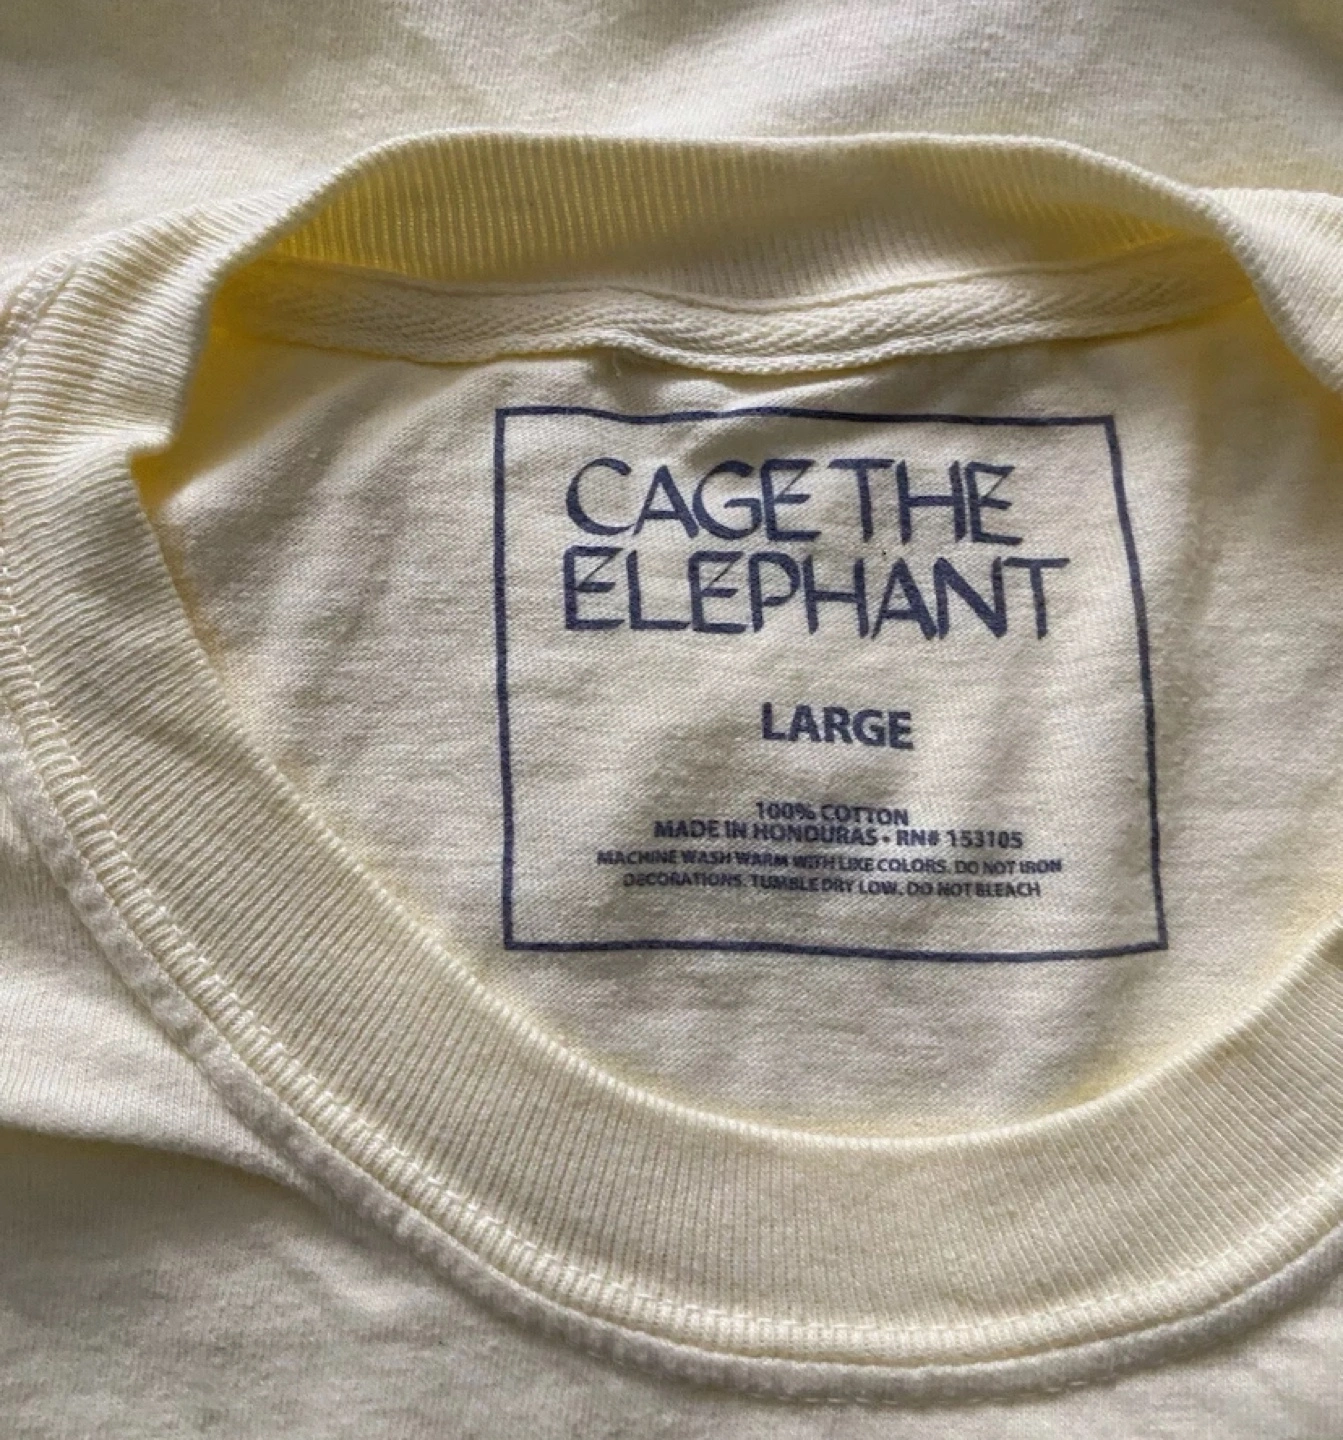 CAGE THE
ELEPHANT
LARGE
100% COTTON
MADE IN HONDURAS • RN# 153105
MACHINE WASH WARM WITH LIKE COLORS. DO NOT IRON
DECORATIONS. TUMBLE DRY LOW. DO NOT BLEACH